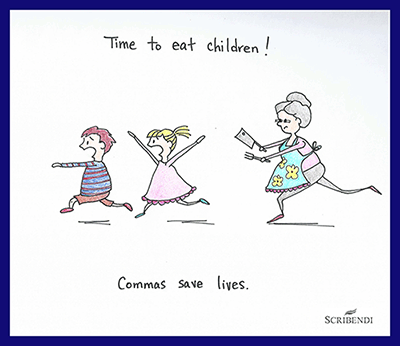 Time to eat children!
Commas save lives.
SCRIBENDI